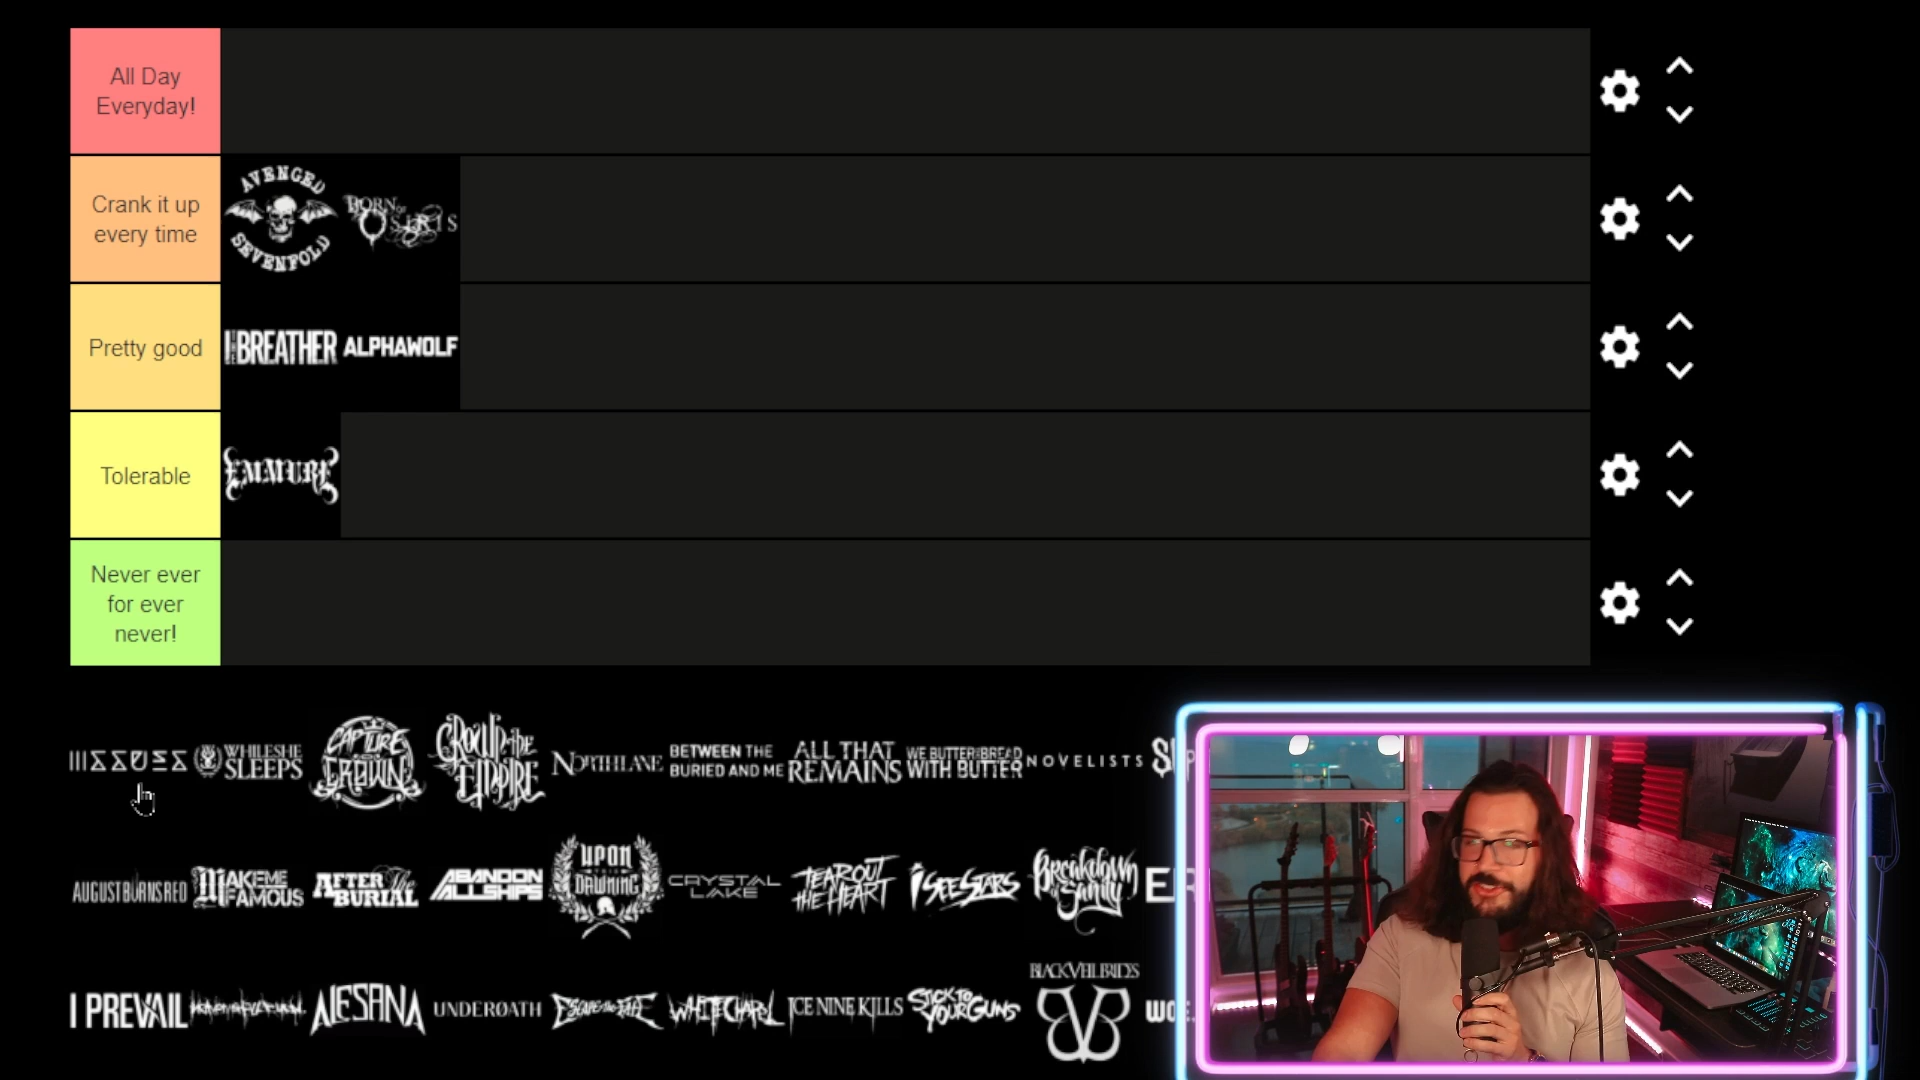 All Day
Everyday!
AVENGED
SEVENFOLD
BORN OF
OSIRIS
Crank it up
every time
Pretty good
I THE
BREATHER
ALPHAWOLF
Tolerable
EMMURE
Never ever
for ever
never!
ISSUES
WHILE SHE
SLEEPS
CAPTURE
CROWN
CROWN THE
EMPIRE
NORTHLANE
BETWEEN THE
BURIED AND ME
ALL THAT
REMAINS
WE BUTTER THE BREAD
WITH BUTTER
NOVELISTS
AUGUST BURNS RED
MAKE ME
FAMOUS
AFTER THE
BURIAL
ABANDON
ALL SHIPS
UPON
THIS
DAWNING
CRYSTAL
LAKE
TEAR OUT
THE HEART
I SEE STARS
Breakdown
of Sanity
I PREVAIL
ALESANA
UNDERØATH
ESCAPE the FATE
WHITECHAPEL
ICE NINE KILLS
STICK TO
YOUR GUNS
BLACK VEIL BRIDES
BVB